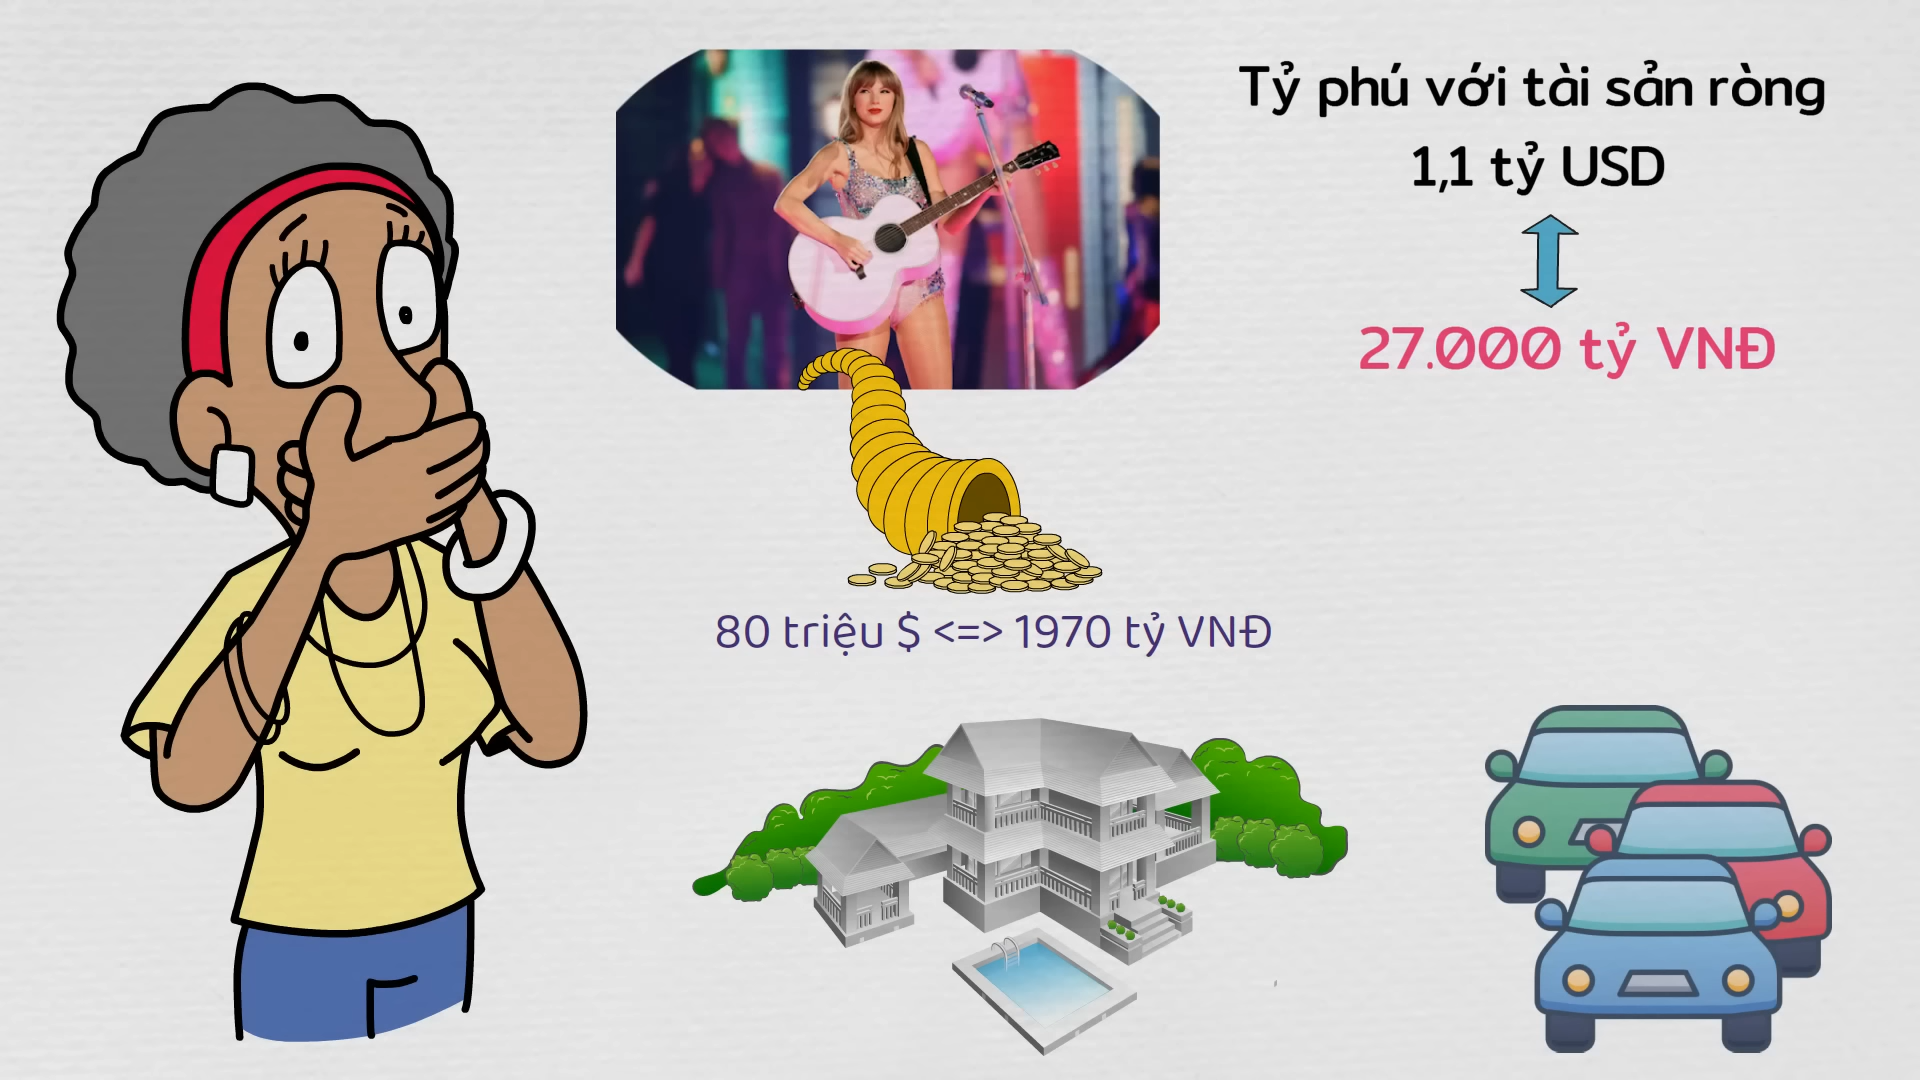 Tỷ phú với tài sản ròng
1,1 tỷ USD
27.000 tỷ VNĐ
80 triệu $ <=> 1970 tỷ VNĐ